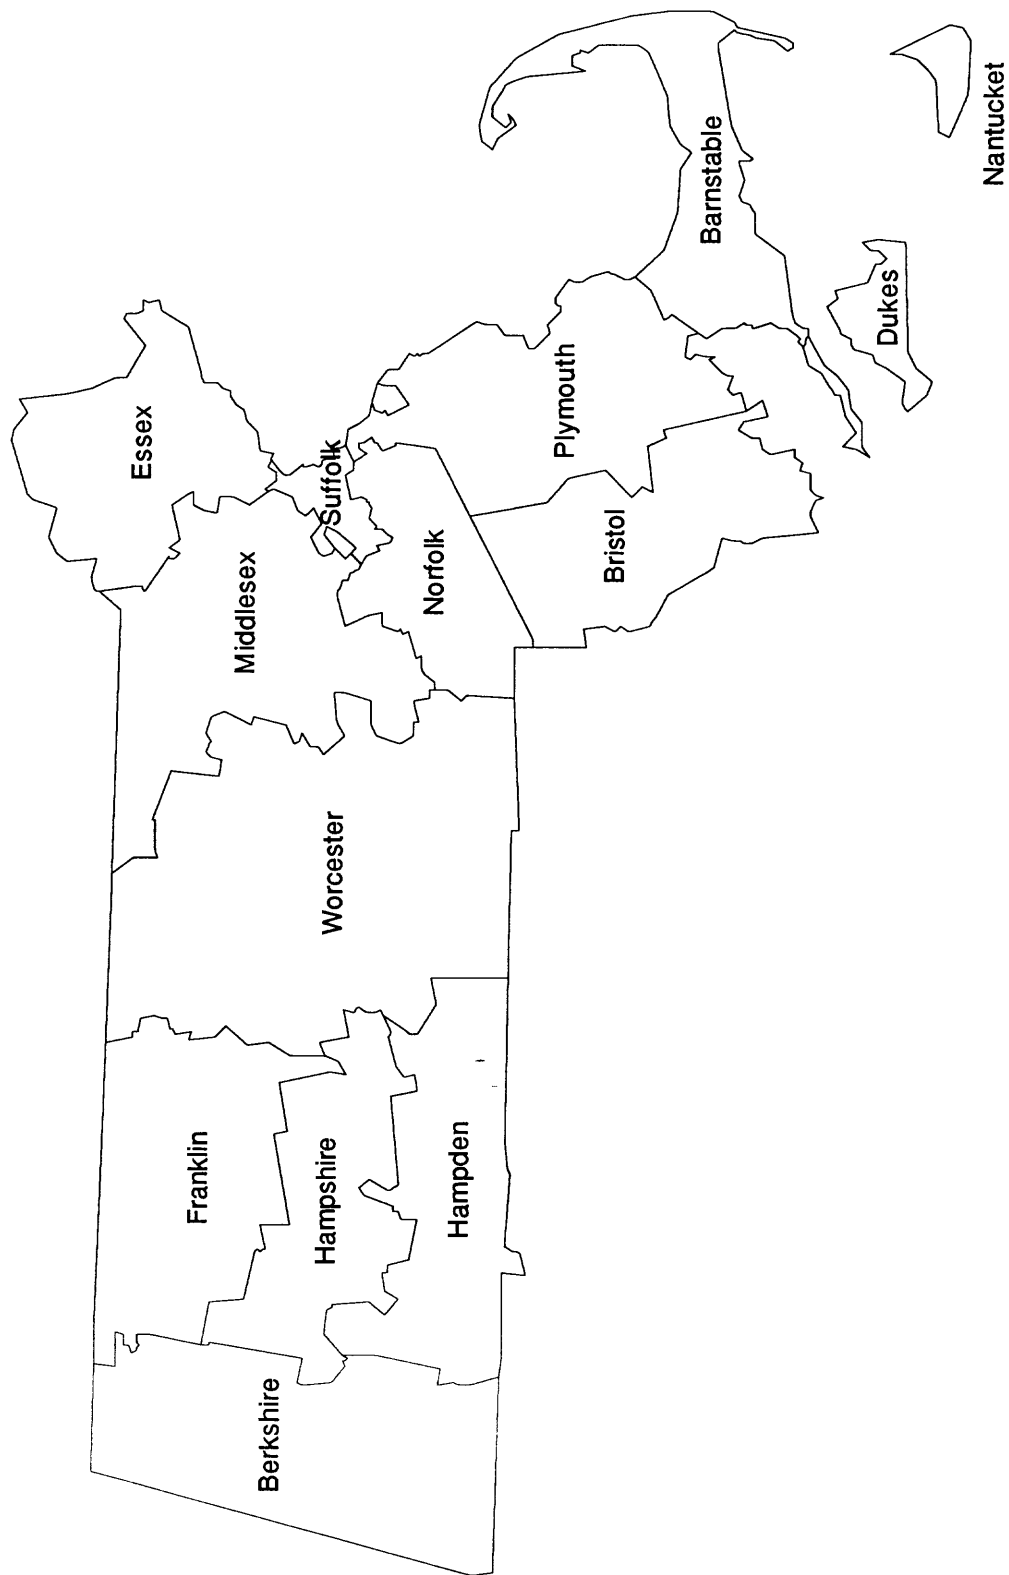 Essex
Middlesex
Suffolk
Norfolk
Plymouth
Bristol
Barnstable
Dukes
Nantucket
Worcester
Franklin
Hampshire
Hampden
Berkshire